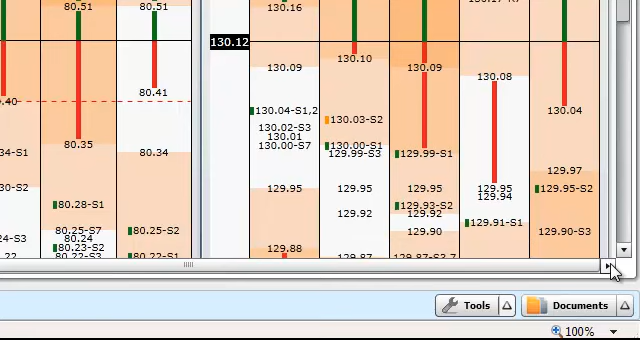 80.51
80.51
130.16
130.12
130.10
130.09
130.09
130.08
80.41
130.04-S1,2
130.04
130.03-S2
130.02-S3
130.01
130.00-S7
130.00-S1
80.35
80.34
129.99-S3
129.99-S1
129.97
129.95
129.95
129.95
129.95-S2
129.94
80.28-S1
129.93-S2
129.92
129.92
129.91-S1
80.25-S7
80.25-S2
129.90
129.90-S3
80.24
80.23-S2
129.88
Tools
Documents
100%